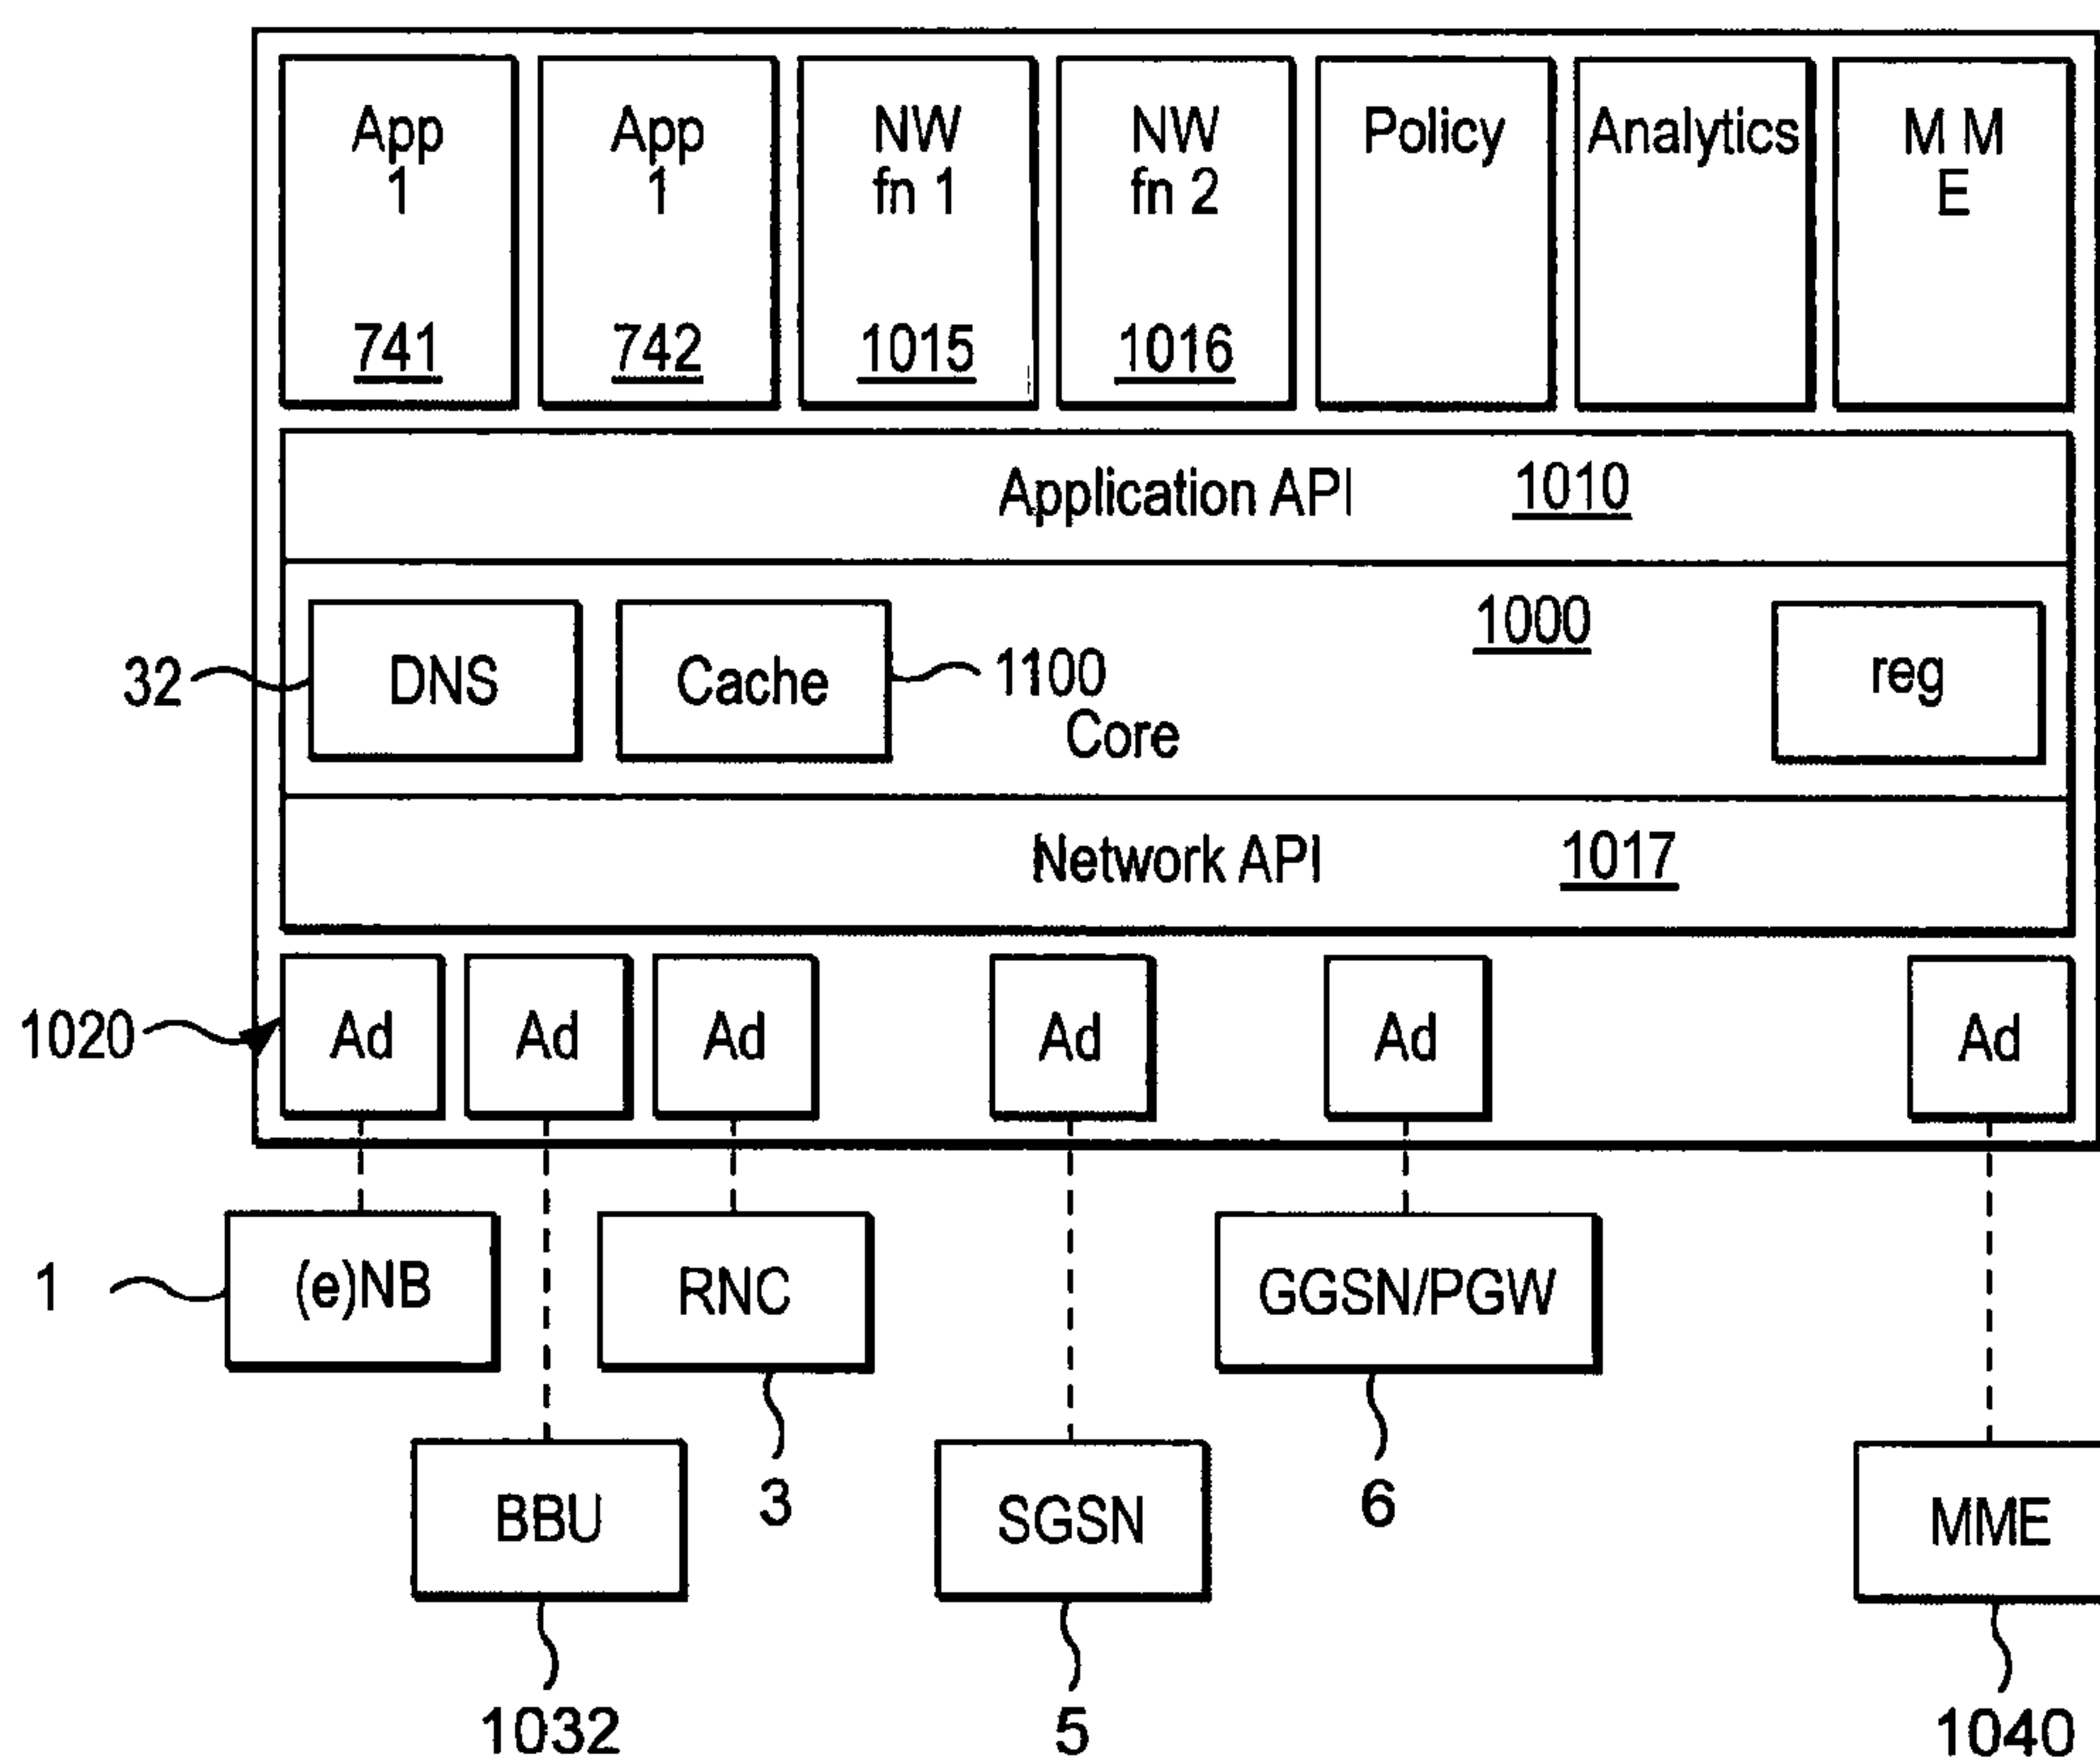 App
1
741
App
1
742
NW
fn 1
1015
NW
fn 2
1016
Policy
Analytics
M M
E
Application API 1010
1000
32
DNS
Cache
1100
Core
reg
Network API 1017
1020
Ad
Ad
Ad
Ad
Ad
Ad
1
(e)NB
RNC
GGSN/PGW
3
6
BBU
SGSN
MME
1032
5
1040